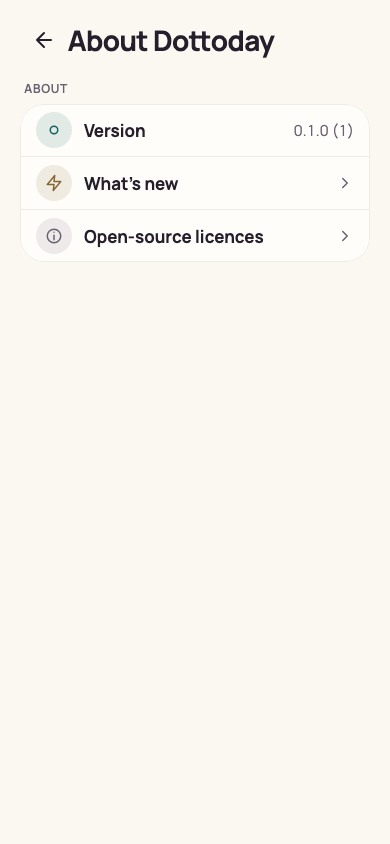 About Dottoday
ABOUT
Version 0.1.0 (1)
What's new
Open-source licences